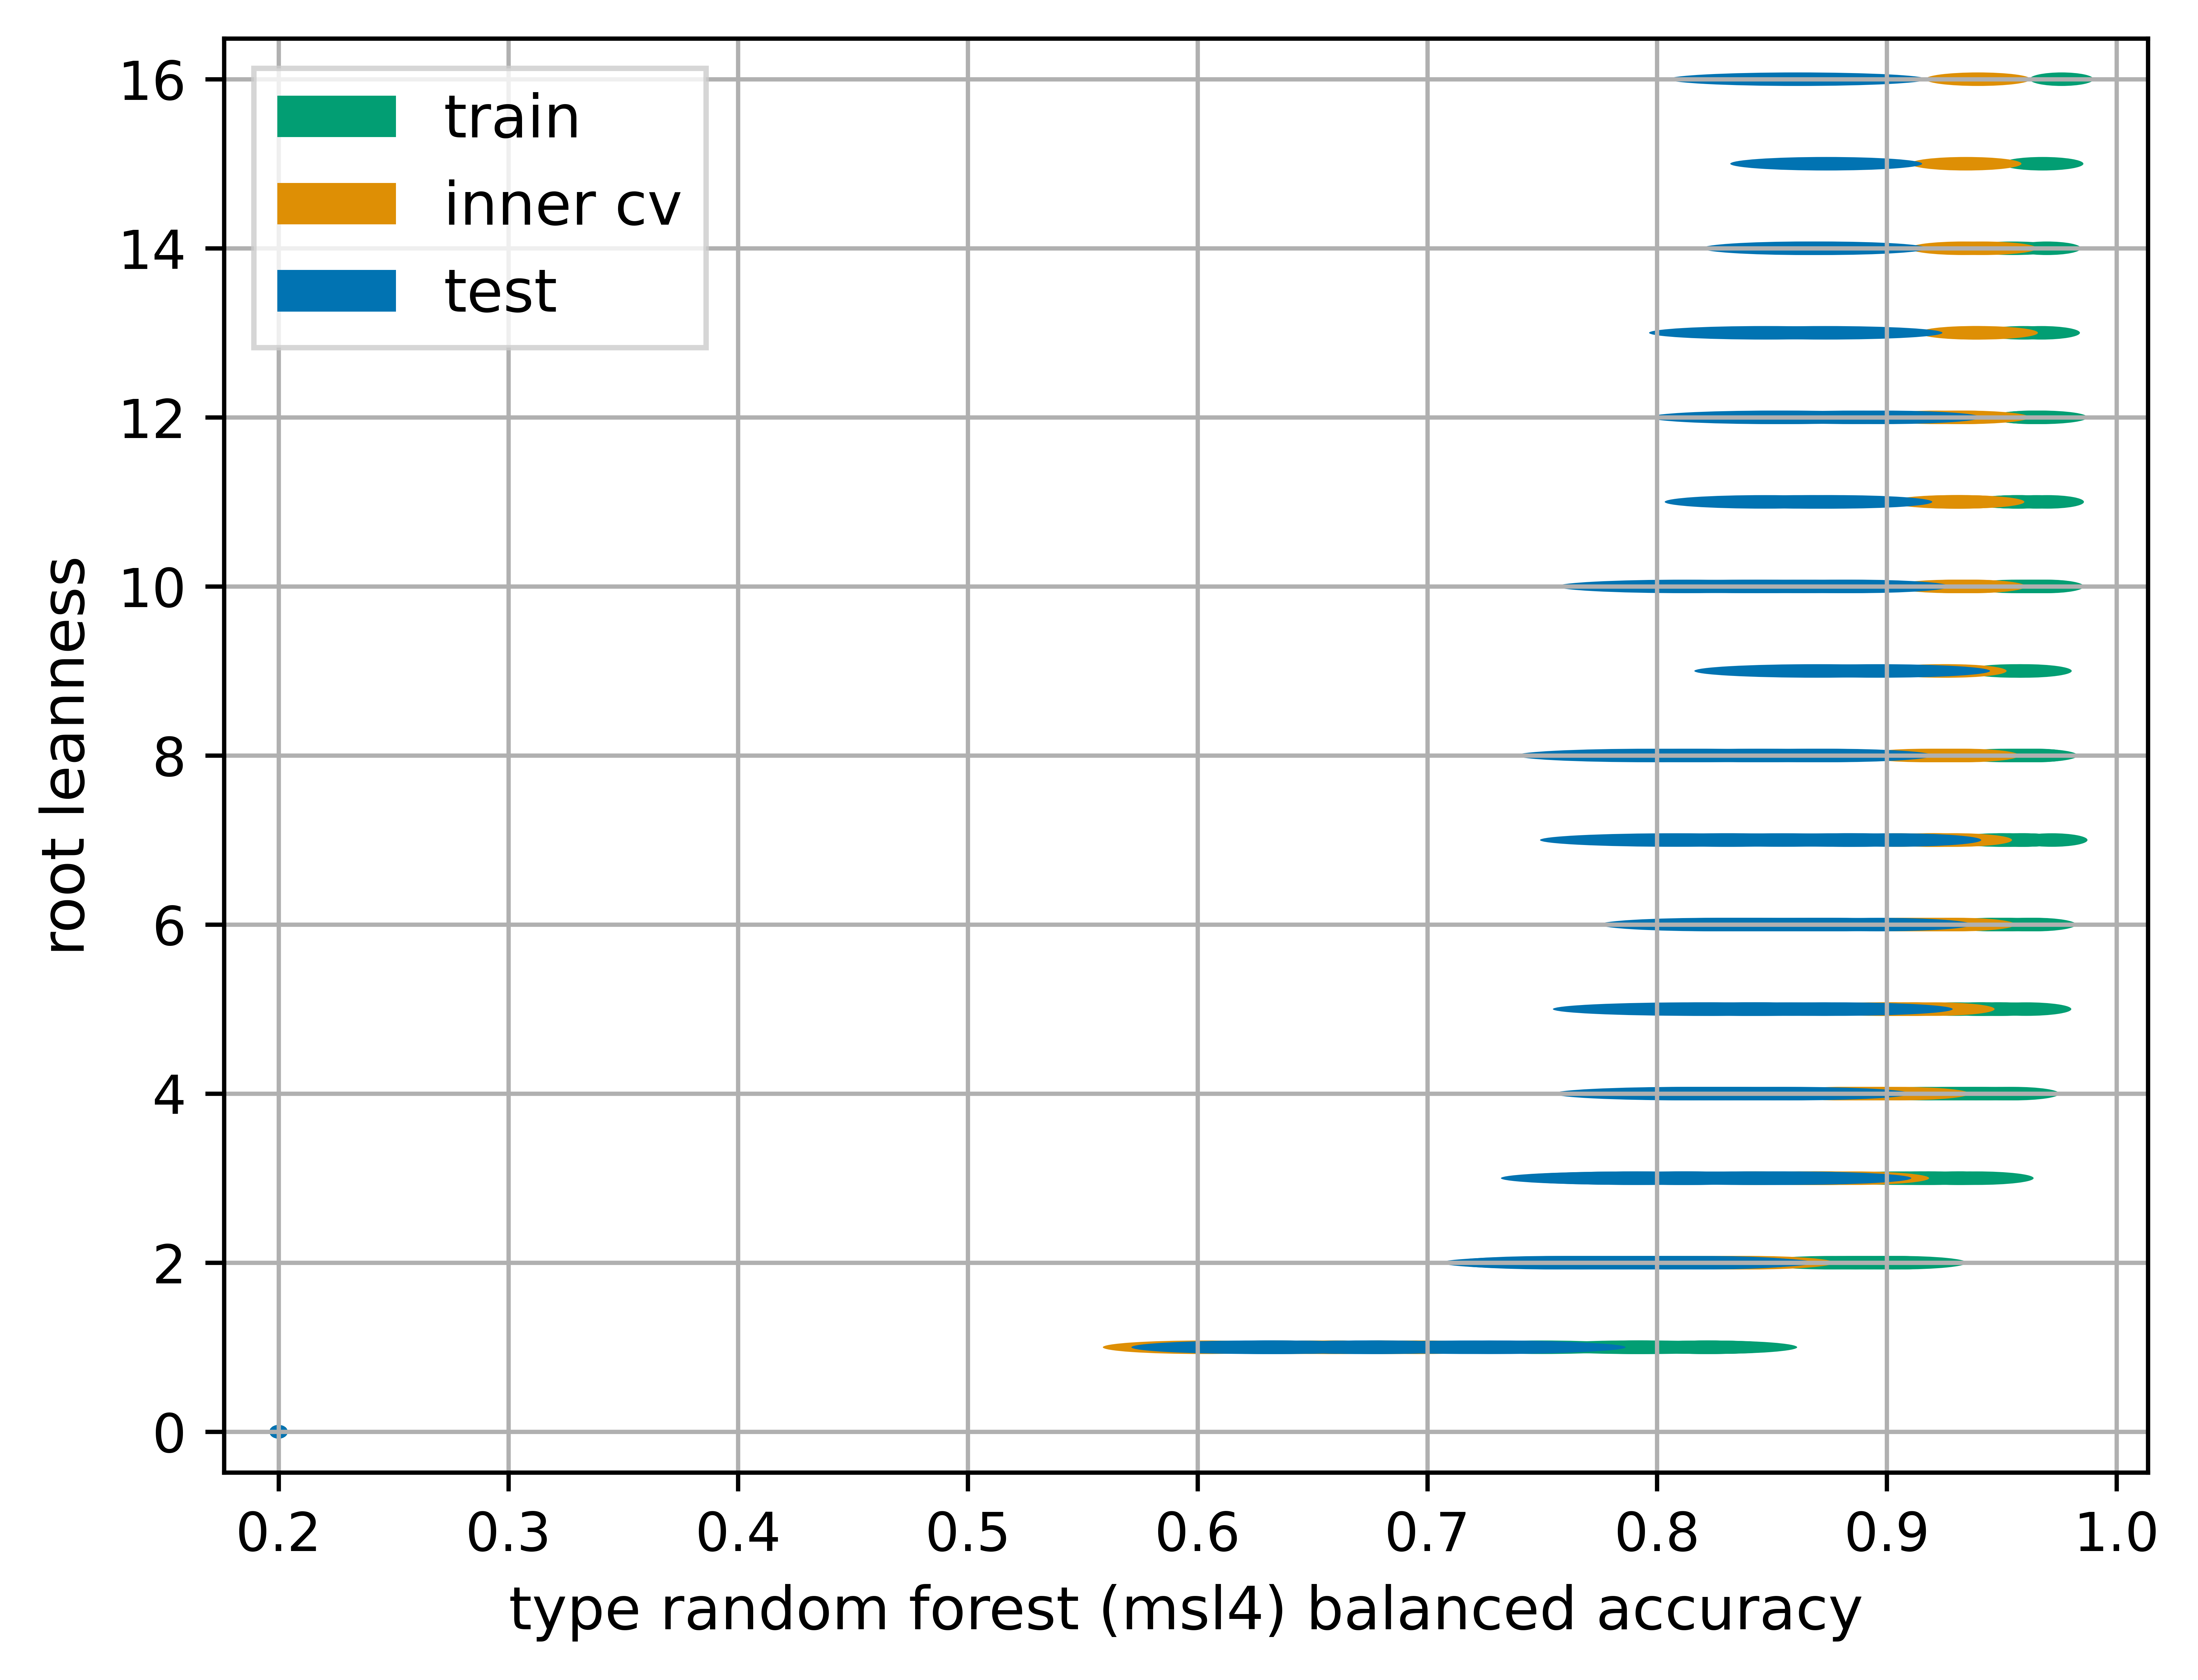 16
14
12
10
8
6
4
2
0
root leanness
train
inner cv
test
0.2 0.3 0.4 0.5 0.6 0.7 0.8 0.9 1.0
type random forest (msl4) balanced accuracy